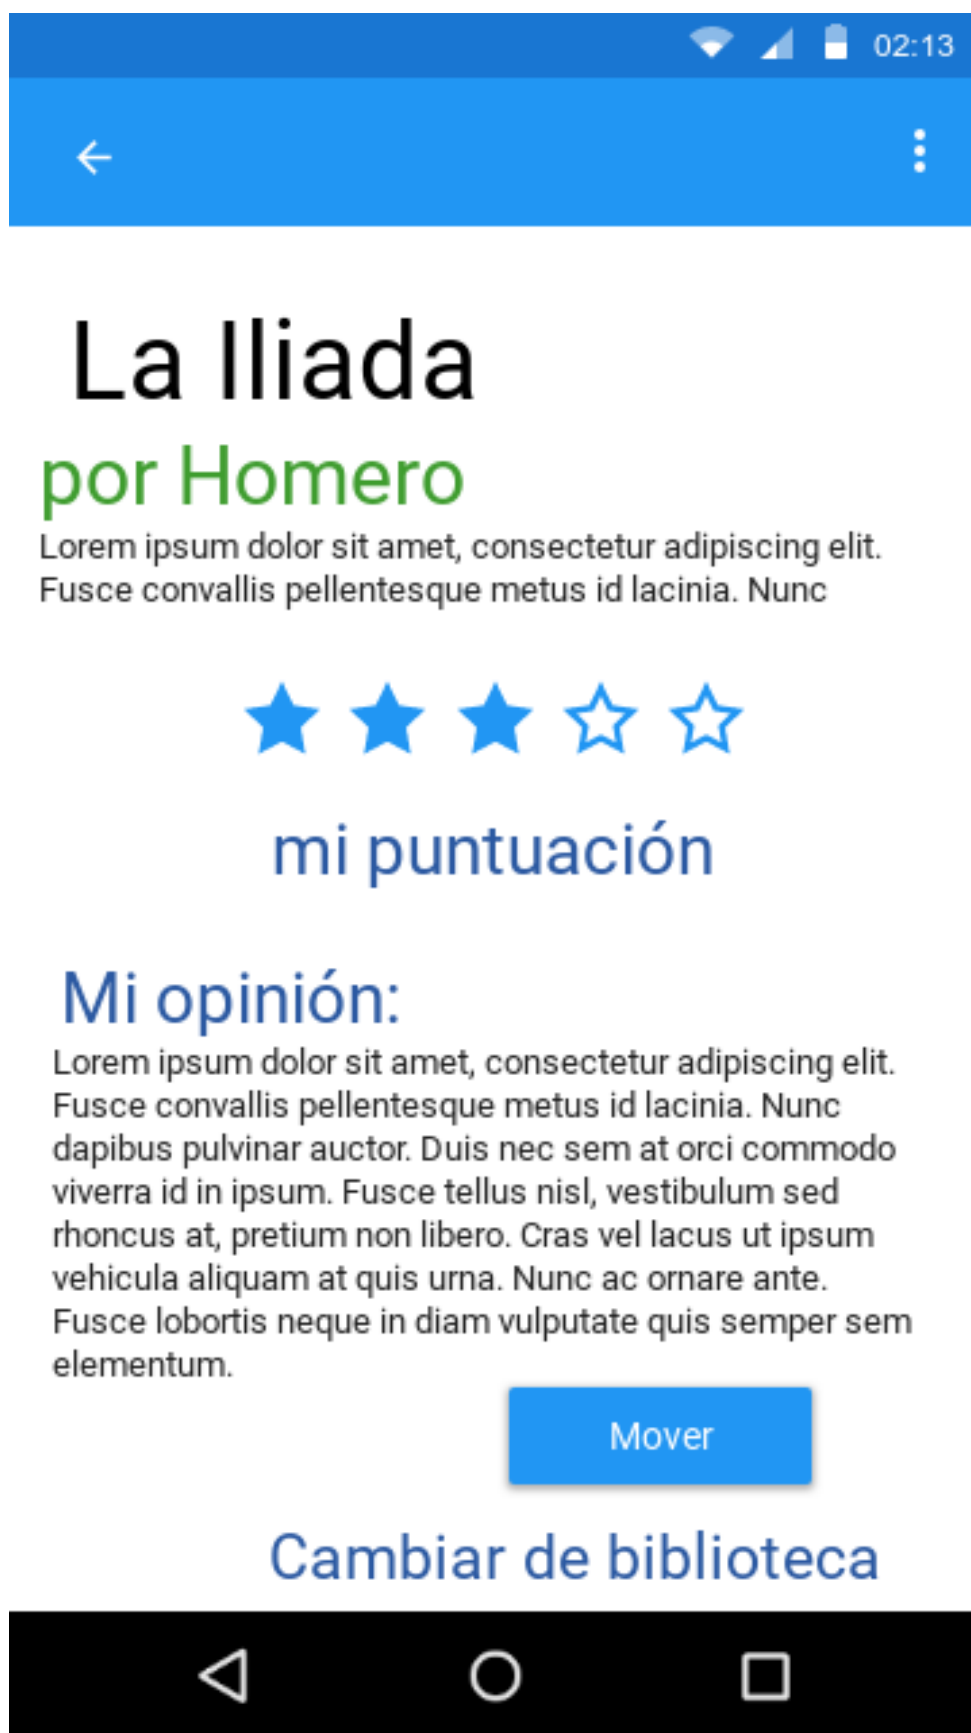 02:13
La Iliada
por Homero
Lorem ipsum dolor sit amet, consectetur adipiscing elit.
Fusce convallis pellentesque metus id lacinia. Nunc
mi puntuación
Mi opinión:
Lorem ipsum dolor sit amet, consectetur adipiscing elit.
Fusce convallis pellentesque metus id lacinia. Nunc
dapibus pulvinar auctor. Duis nec sem at orci commodo
viverra id in ipsum. Fusce tellus nisl, vestibulum sed
rhoncus at, pretium non libero. Cras vel lacus ut ipsum
vehicula aliquam at quis urna. Nunc ac ornare ante.
Fusce lobortis neque in diam vulputate quis semper sem
elementum.
Mover
Cambiar de biblioteca